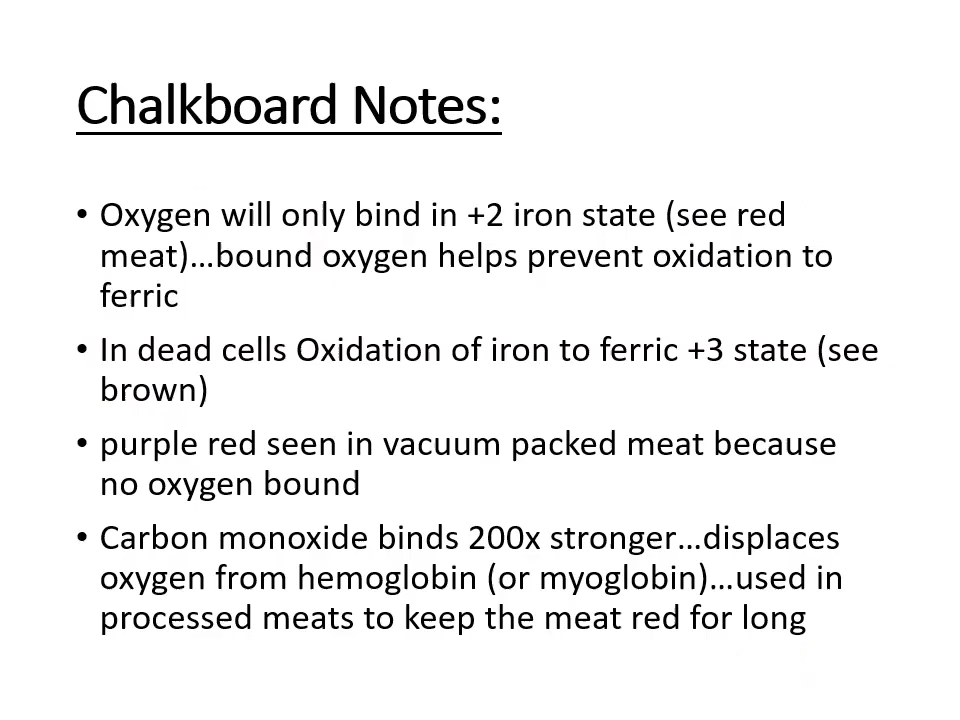 Chalkboard Notes:
• Oxygen will only bind in +2 iron state (see red
meat)…bound oxygen helps prevent oxidation to
ferric
• In dead cells Oxidation of iron to ferric +3 state (see
brown)
• purple red seen in vacuum packed meat because
no oxygen bound
• Carbon monoxide binds 200x stronger…displaces
oxygen from hemoglobin (or myoglobin)…used in
processed meats to keep the meat red for long